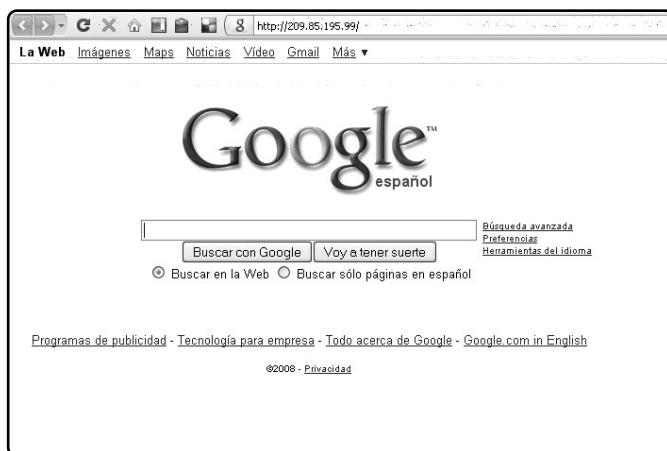 8 http://209.85.195.99/
La Web Imágenes Maps Noticias Vídeo Gmail Más ▼
Google™
español
Búsqueda avanzada
Preferencias
Buscar con Google Voy a tener suerte Herramientas del idioma
Buscar en la Web Buscar sólo páginas en español
Programas de publicidad - Tecnología para empresa - Todo acerca de Google - Google.com in English
©2008 - Privacidad